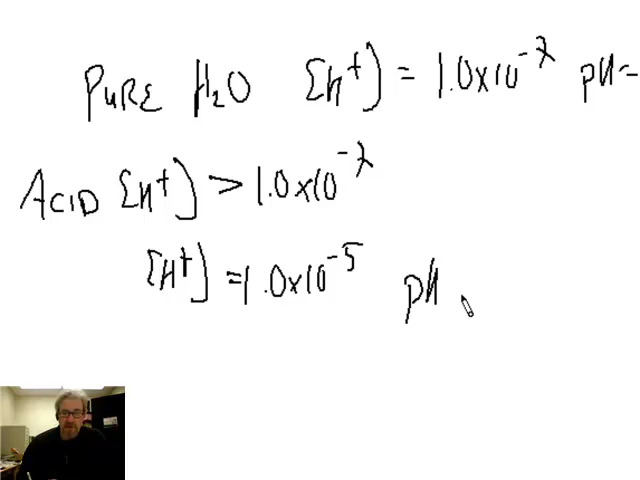 PURE H₂O [H⁺] = 1.0x10⁻⁷ pH=
ACID [H⁺] > 1.0x10⁻⁷
[H⁺] = 1.0x10⁻⁵ pH